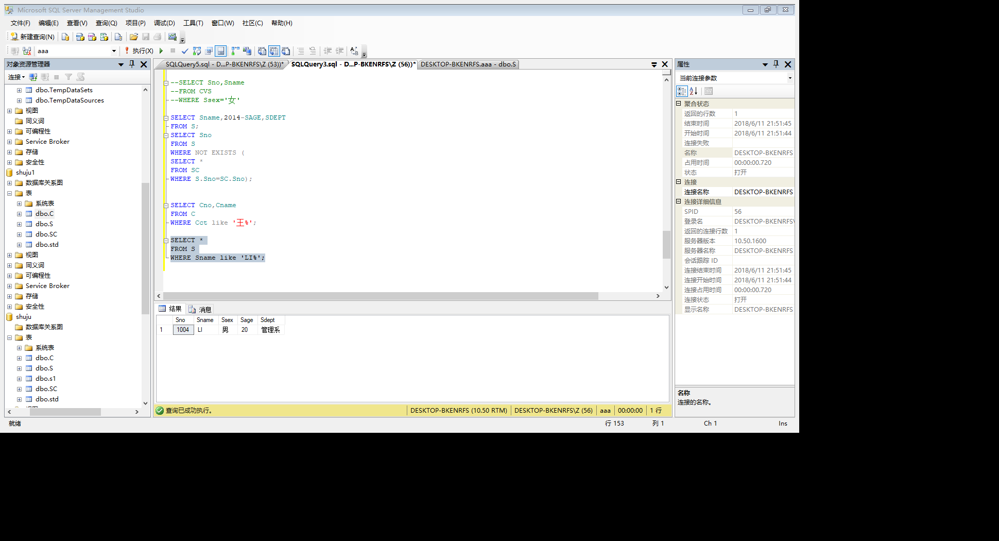 Microsoft SQL Server Management Studio
文件(F) 编辑(E) 查看(V) 查询(Q) 项目(P) 调试(D) 工具(T) 窗口(W) 社区(C) 帮助(H)
新建查询(N)
aaa 执行(X)
对象资源管理器
连接
dbo.TempDataSets
dbo.TempDataSources
视图
同义词
可编程性
Service Broker
存储
安全性
shuju1
数据库关系图
表
系统表
dbo.C
dbo.S
dbo.SC
dbo.std
视图
同义词
可编程性
Service Broker
存储
安全性
shuju
数据库关系图
表
系统表
dbo.C
dbo.S
dbo.s1
dbo.SC
dbo.std
SQLQuery5.sql - D...P-BKENRFS\Z (53))* SQLQuery3.sql - D...P-BKENRFS\Z (56))* DESKTOP-BKENRFS.aaa - dbo.S
--SELECT Sno,Sname
--FROM CVS
--WHERE Ssex='女'
SELECT Sname,2014-SAGE,SDEPT
FROM S;
SELECT Sno
FROM S
WHERE NOT EXISTS (
SELECT *
FROM SC
WHERE S.Sno=SC.Sno);
SELECT Cno,Cname
FROM C
WHERE Cct like '王%';
SELECT *
FROM S
WHERE Sname like 'LI%';
结果 消息
Sno Sname Ssex Sage Sdept
1 1004 LI 男 20 管理系
查询已成功执行。 DESKTOP-BKENRFS (10.50 RTM) DESKTOP-BKENRFS\Z (56) aaa 00:00:00 1 行
属性
当前连接参数
聚合状态
返回的行数 1
结束时间 2018/6/11 21:51:45
开始时间 2018/6/11 21:51:44
连接失败
名称 DESKTOP-BKENRFS
占用时间 00:00:00.720
状态 打开
连接
连接名称 DESKTOP-BKENRFS
连接详细信息
SPID 56
登录名 DESKTOP-BKENRFS\
返回的连接行数 1
服务器版本 10.50.1600
服务器名称 DESKTOP-BKENRFS
会话跟踪 ID
连接结束时间 2018/6/11 21:51:45
连接开始时间 2018/6/11 21:51:44
连接占用时间 00:00:00.720
连接状态 打开
显示名称 DESKTOP-BKENRFS
名称
连接的名称。
就绪 行 153 列 1 Ch 1 Ins